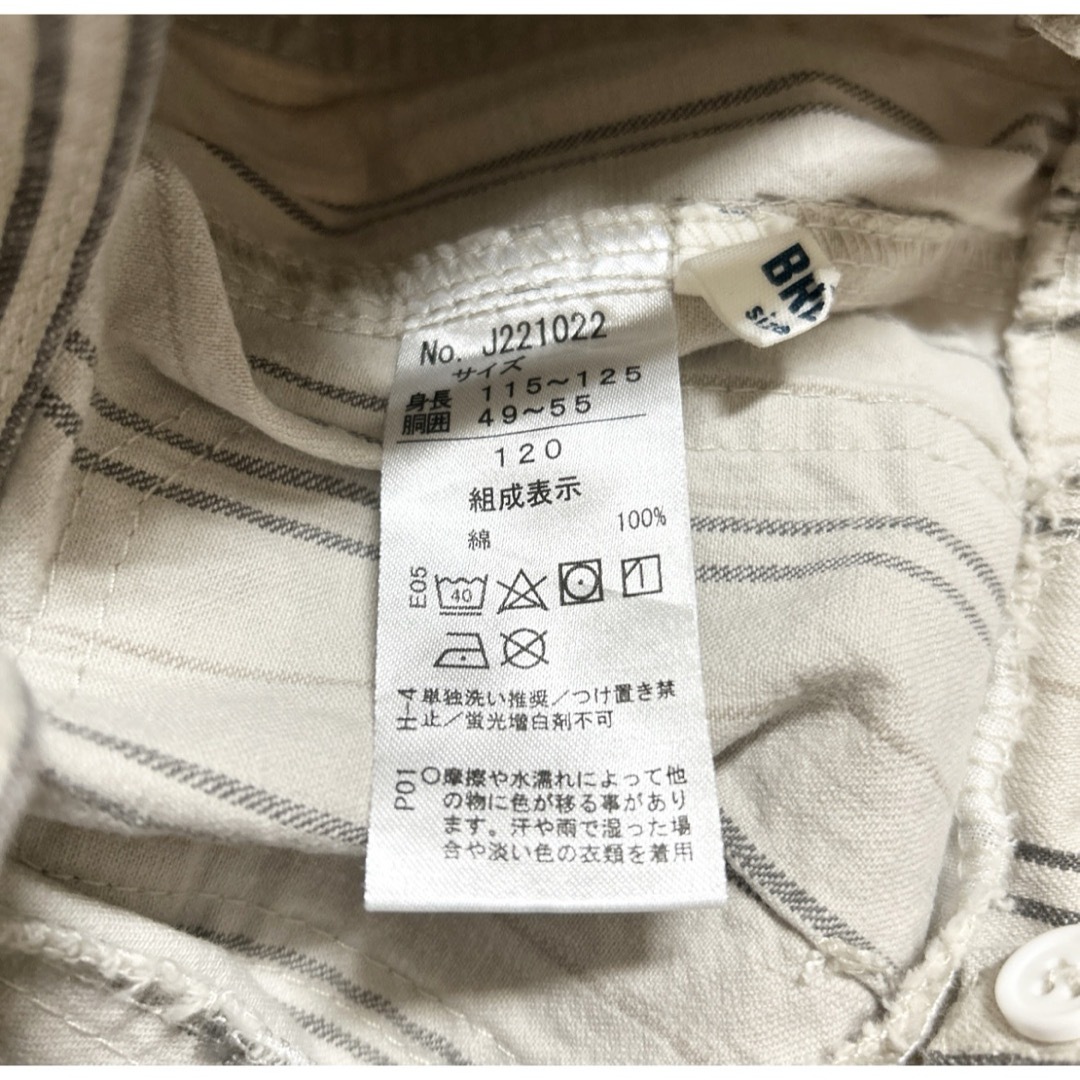 No. J221022
サイズ
身長 115～125
胴囲 49～55
120
組成表示
綿 100%
E05
40
H-4 単独洗い推奨／つけ置き禁
止／蛍光増白剤不可
P01 ○摩擦や水濡れによって他
の物に色が移る事があり
ます。汗や雨で湿った場
合や淡い色の衣類を着用
size